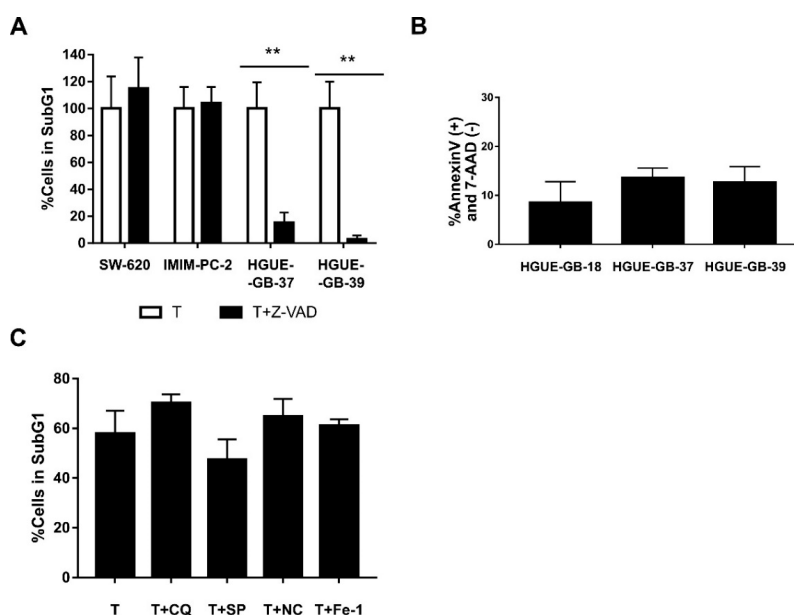 A
%Cells in SubG1
140
120
100
80
60
40
20
0
**
**
SW-620 IMIM-PC-2 HGUE- HGUE-
-GB-37 -GB-39
T T+Z-VAD
B
%AnnexinV (+)
and 7-AAD (-)
30
20
10
0
HGUE-GB-18 HGUE-GB-37 HGUE-GB-39
C
%Cells in SubG1
80
60
40
20
0
T T+CQ T+SP T+NC T+Fe-1